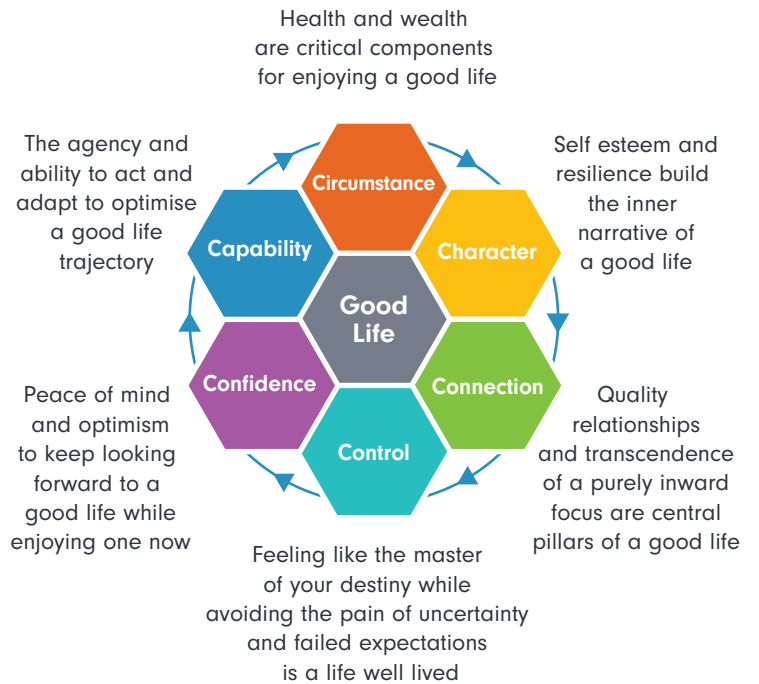 Health and wealth
are critical components
for enjoying a good life
Circumstance
Self esteem and
resilience build
the inner
narrative of
a good life
Character
Quality
relationships
and transcendence
of a purely inward
focus are central
pillars of a good life
Connection
Feeling like the master
of your destiny while
avoiding the pain of uncertainty
and failed expectations
is a life well lived
Control
Peace of mind
and optimism
to keep looking
forward to a
good life while
enjoying one now
Confidence
The agency and
ability to act and
adapt to optimise
a good life
trajectory
Capability
Good
Life